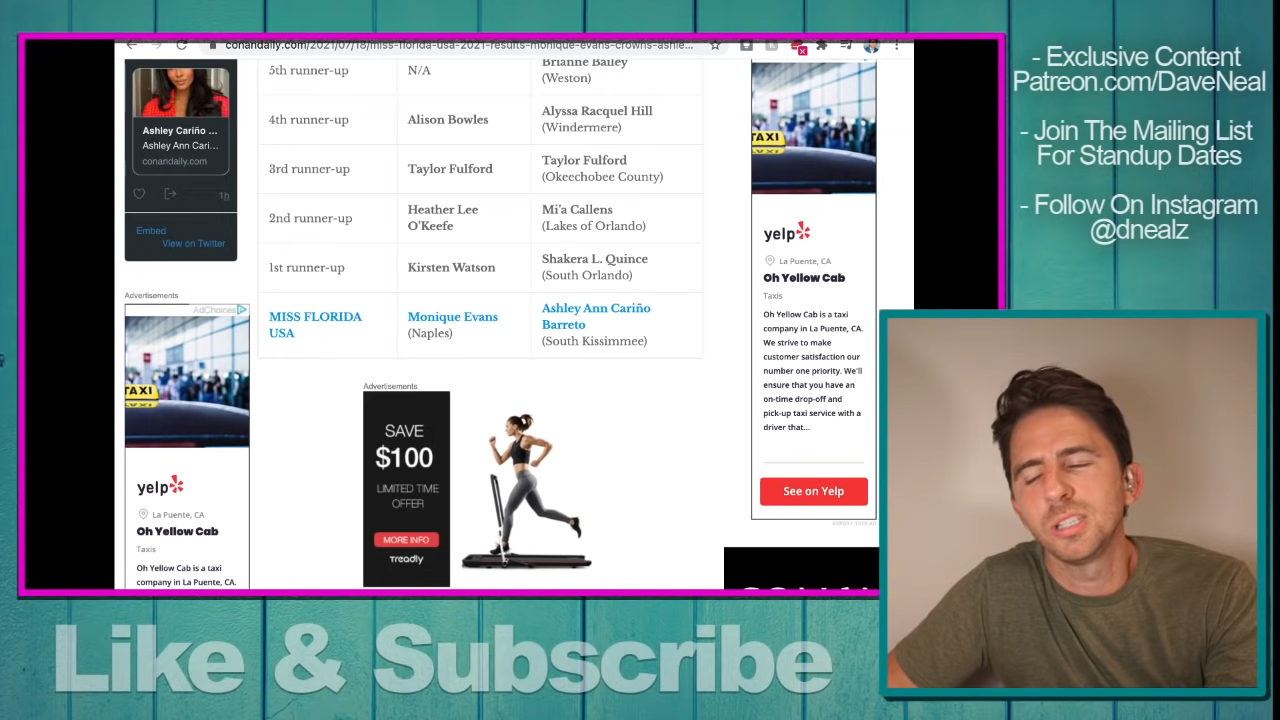 conandaily.com/2021/07/18/miss-florida-usa-2021-results-monique-evans-crowns-ashle...
Ashley Cariño ...
Ashley Ann Cari...
conandaily.com
1h
Embed
View on Twitter
Advertisements
AdChoices
TAXI
yelp
La Puente, CA
Oh Yellow Cab
Taxis
Oh Yellow Cab is a taxi
company in La Puente, CA.
5th runner-up
N/A
Brianne Bailey
(Weston)
4th runner-up
Alison Bowles
Alyssa Racquel Hill
(Windermere)
3rd runner-up
Taylor Fulford
Taylor Fulford
(Okeechobee County)
2nd runner-up
Heather Lee
O'Keefe
Mi'a Callens
(Lakes of Orlando)
1st runner-up
Kirsten Watson
Shakera L. Quince
(South Orlando)
MISS FLORIDA
USA
Monique Evans
(Naples)
Ashley Ann Cariño
Barreto
(South Kissimmee)
Advertisements
SAVE
$100
LIMITED TIME
OFFER
MORE INFO
treadly
TAXI
yelp
La Puente, CA
Oh Yellow Cab
Taxis
Oh Yellow Cab is a taxi
company in La Puente, CA.
We strive to make
customer satisfaction our
number one priority. We'll
ensure that you have an
on-time drop-off and
pick-up taxi service with a
driver that...
See on Yelp
REPORT THIS AD
- Exclusive Content
Patreon.com/DaveNeal
- Join The Mailing List
For Standup Dates
- Follow On Instagram
@dnealz
Like & Subscribe